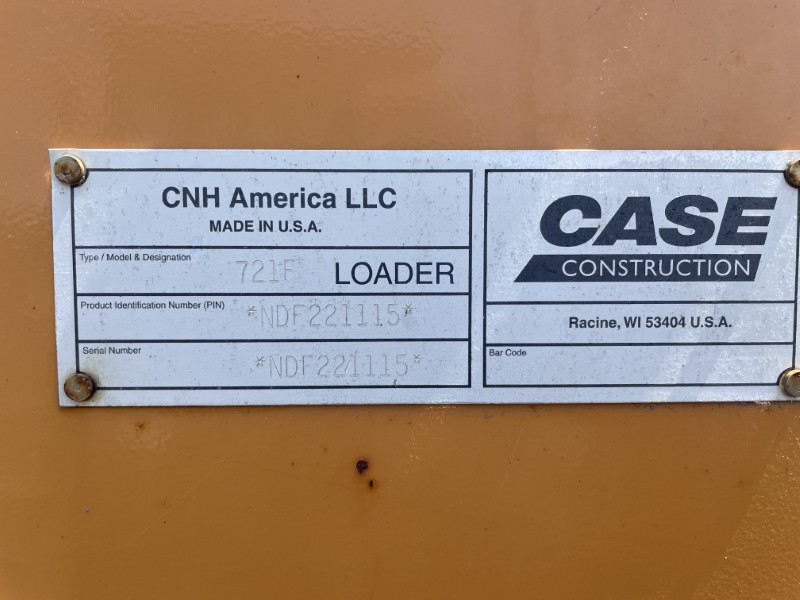 CNH America LLC
MADE IN U.S.A.
Type / Model & Designation
721F LOADER
Product Identification Number (PIN)
*NDF221115*
Serial Number
*NDF221115*
CASE
CONSTRUCTION
Racine, WI 53404 U.S.A.
Bar Code